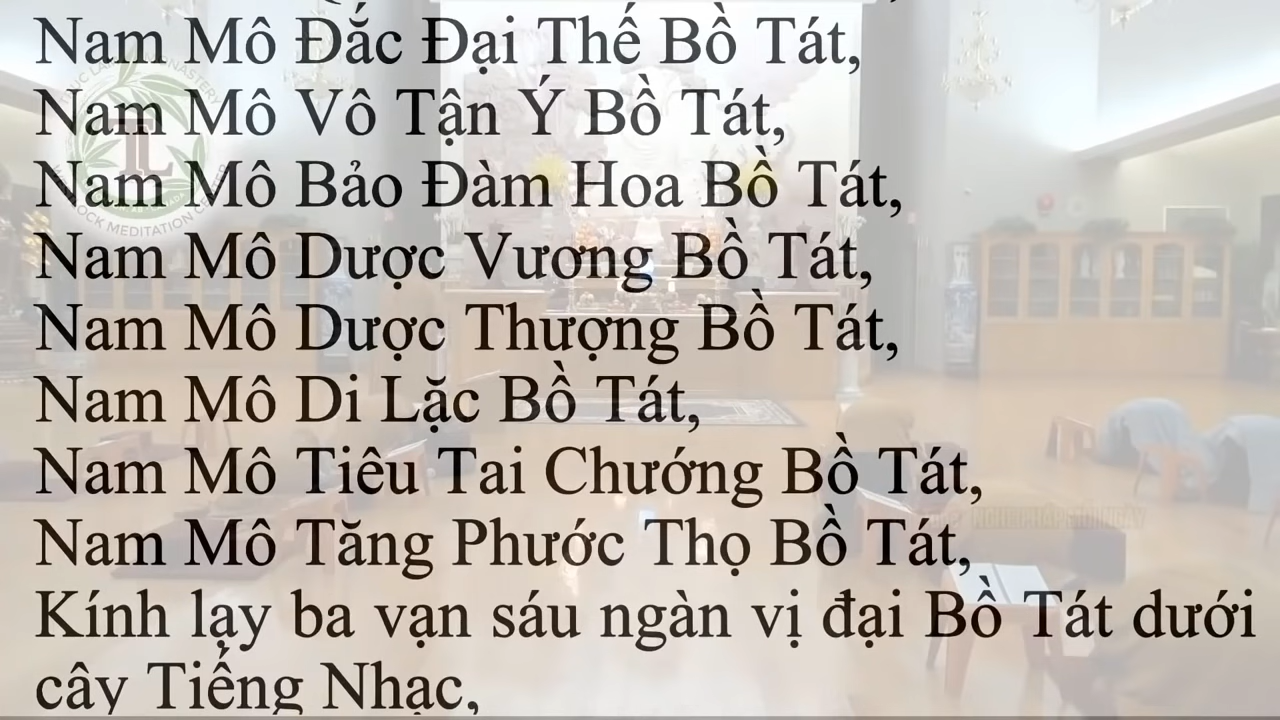 Nam Mô Đắc Đại Thế Bồ Tát,
Nam Mô Vô Tận Ý Bồ Tát,
Nam Mô Bảo Đàm Hoa Bồ Tát,
Nam Mô Dược Vương Bồ Tát,
Nam Mô Dược Thượng Bồ Tát,
Nam Mô Di Lặc Bồ Tát,
Nam Mô Tiêu Tai Chướng Bồ Tát,
Nam Mô Tăng Phước Thọ Bồ Tát,
Kính lạy ba vạn sáu ngàn vị đại Bồ Tát dưới
cây Tiếng Nhạc,
TL
MEDITATION